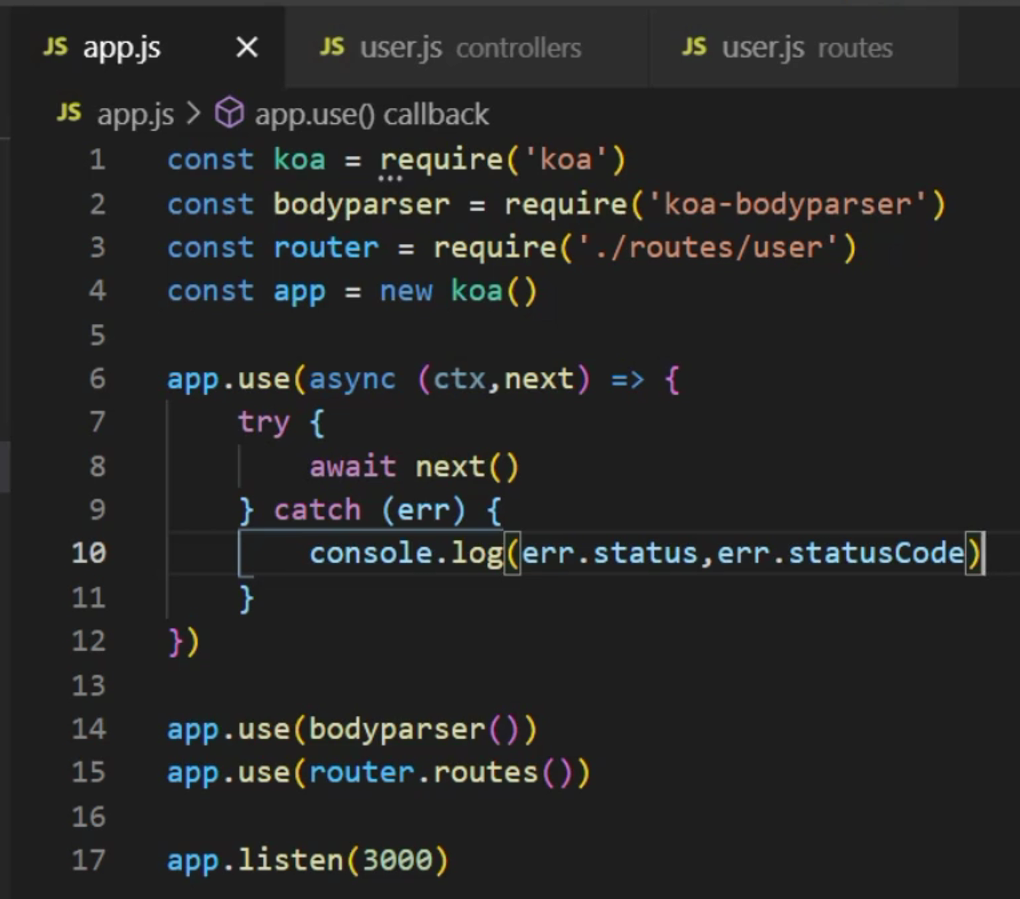 JS app.js × JS user.js controllers JS user.js routes
JS app.js > app.use() callback
1 const koa = require('koa')
2 const bodyparser = require('koa-bodyparser')
3 const router = require('./routes/user')
4 const app = new koa()
5
6 app.use(async (ctx,next) => {
7     try {
8         await next()
9     } catch (err) {
10         console.log(err.status,err.statusCode)
11     }
12 })
13
14 app.use(bodyparser())
15 app.use(router.routes())
16
17 app.listen(3000)